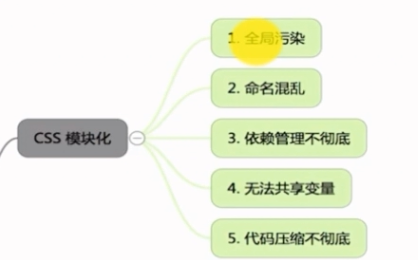 CSS 模块化
1. 全局污染
2. 命名混乱
3. 依赖管理不彻底
4. 无法共享变量
5. 代码压缩不彻底